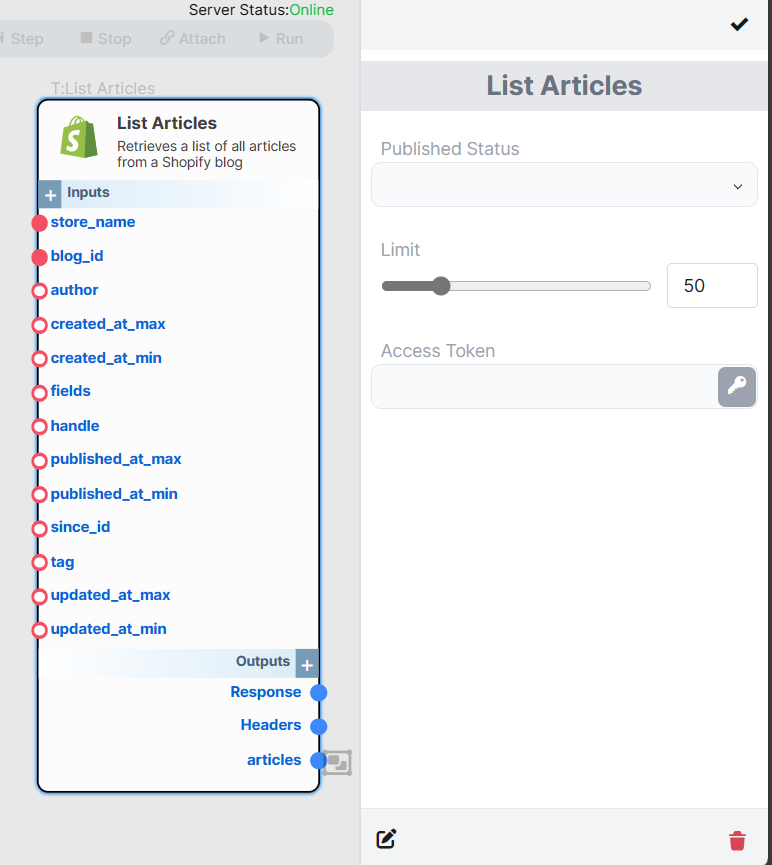 Server Status:Online
Step
Stop
Attach
Run
T:List Articles
List Articles
Retrieves a list of all articles
from a Shopify blog
Inputs
store_name
blog_id
author
created_at_max
created_at_min
fields
handle
published_at_max
published_at_min
since_id
tag
updated_at_max
updated_at_min
Outputs
Response
Headers
articles
List Articles
Published Status
Limit
50
Access Token